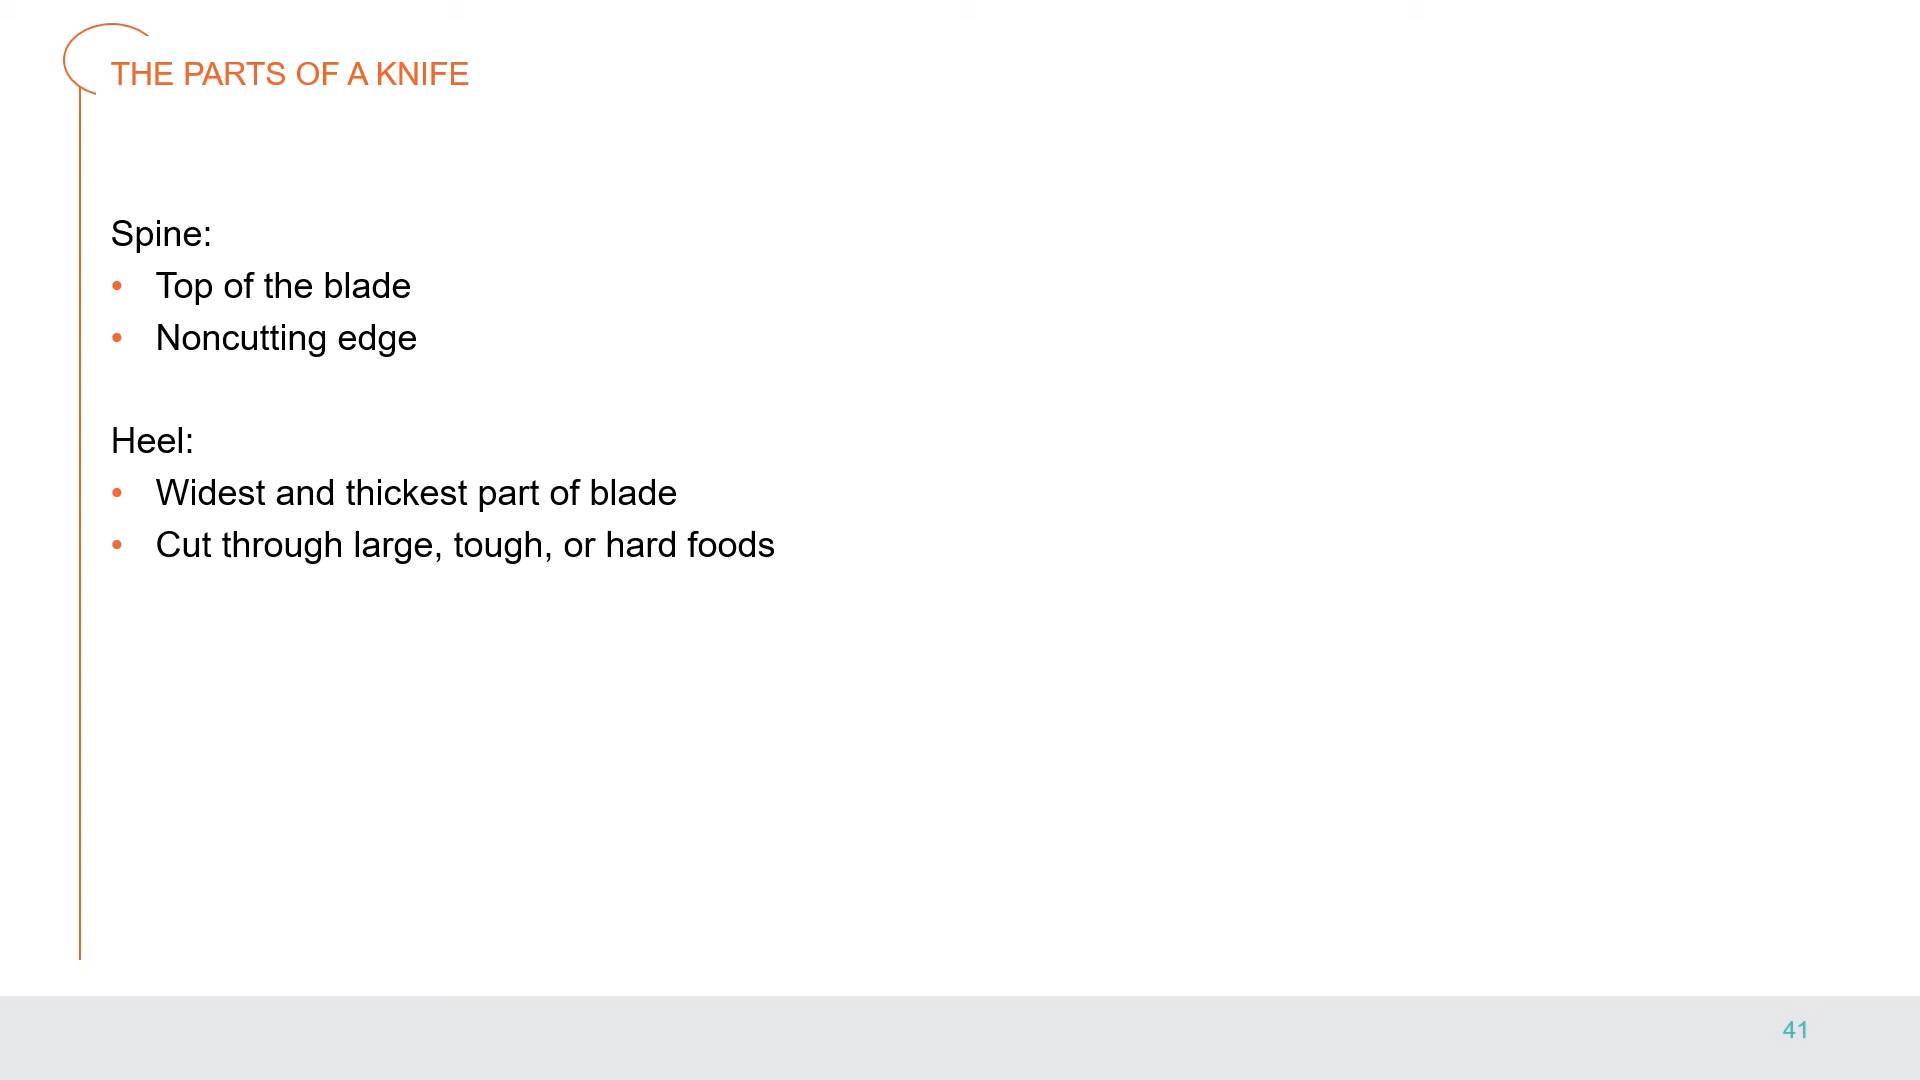 THE PARTS OF A KNIFE
Spine:
• Top of the blade
• Noncutting edge
Heel:
• Widest and thickest part of blade
• Cut through large, tough, or hard foods
41